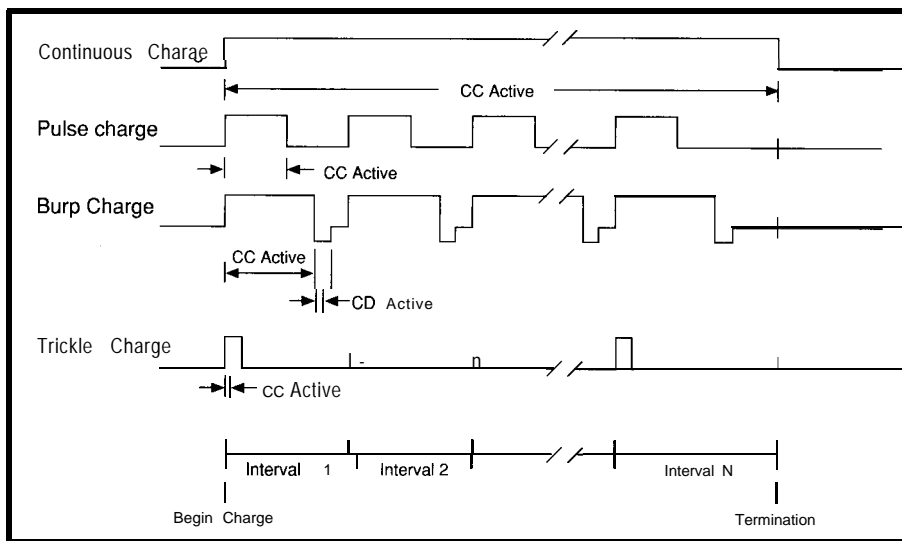 Continuous Charae
CC Active
Pulse charge
CC Active
Burp Charge
CC Active
CD Active
Trickle Charge
n
CC Active
Interval 1
Interval 2
Interval N
Begin Charge
Termination